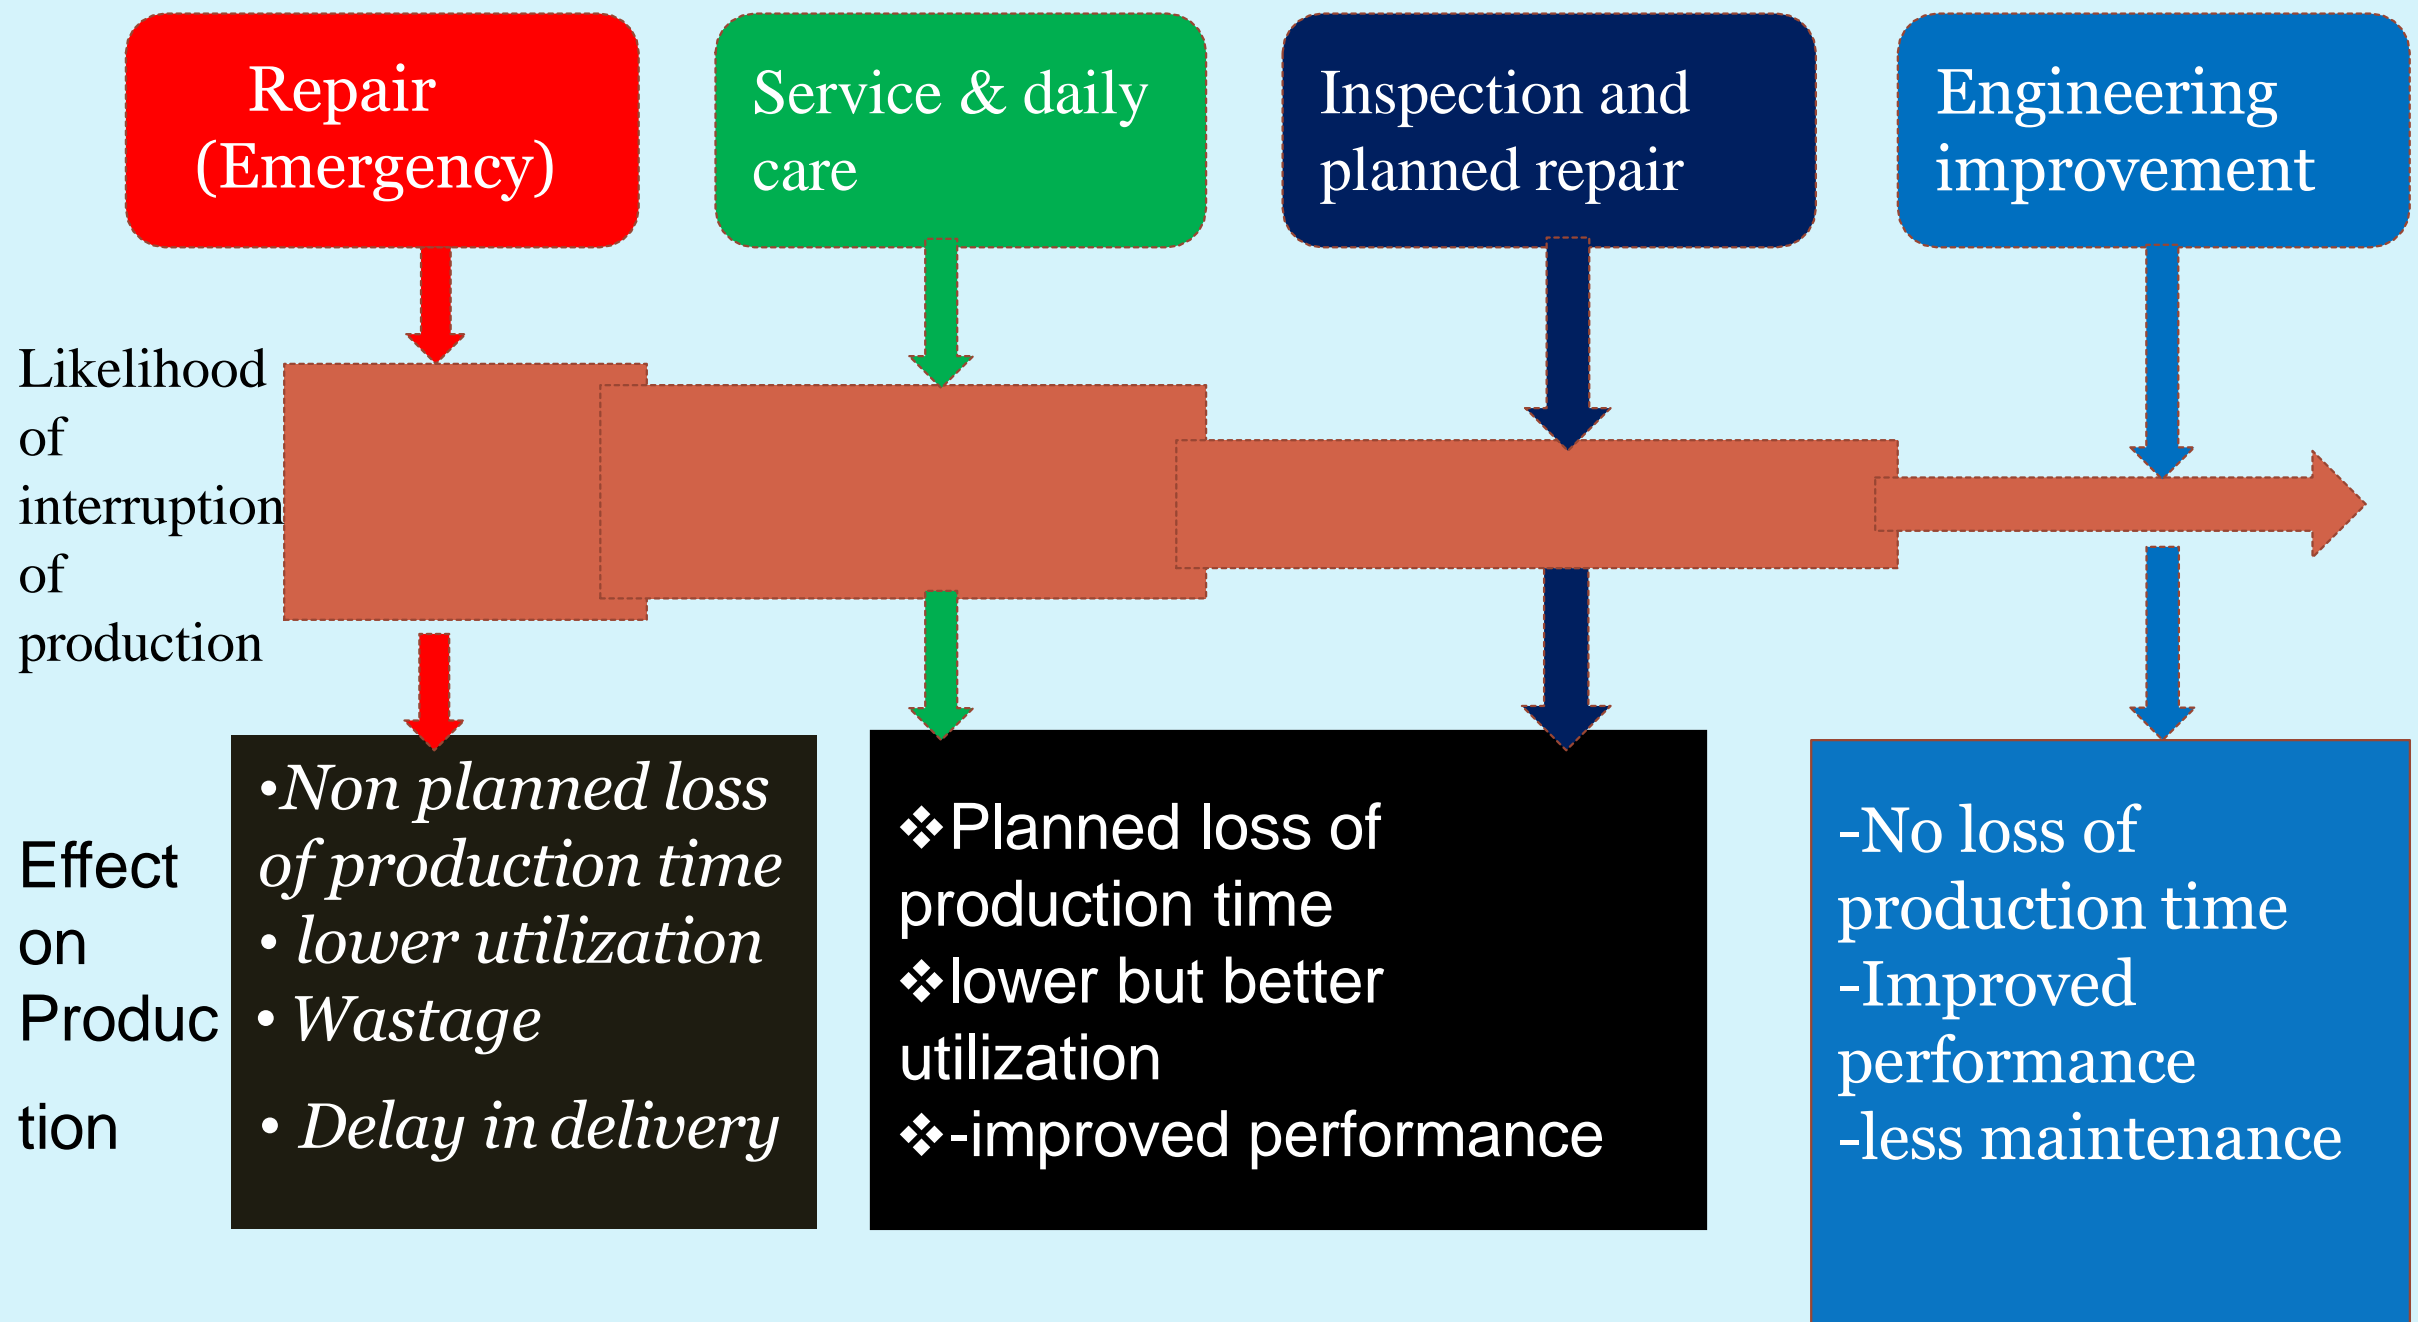 Repair
(Emergency)
Service & daily
care
Inspection and
planned repair
Engineering
improvement
Likelihood
of
interruption
of
production
Effect
on
Produc
tion
•Non planned loss
of production time
• lower utilization
• Wastage
• Delay in delivery
❖Planned loss of
production time
❖lower but better
utilization
❖-improved performance
-No loss of
production time
-Improved
performance
-less maintenance